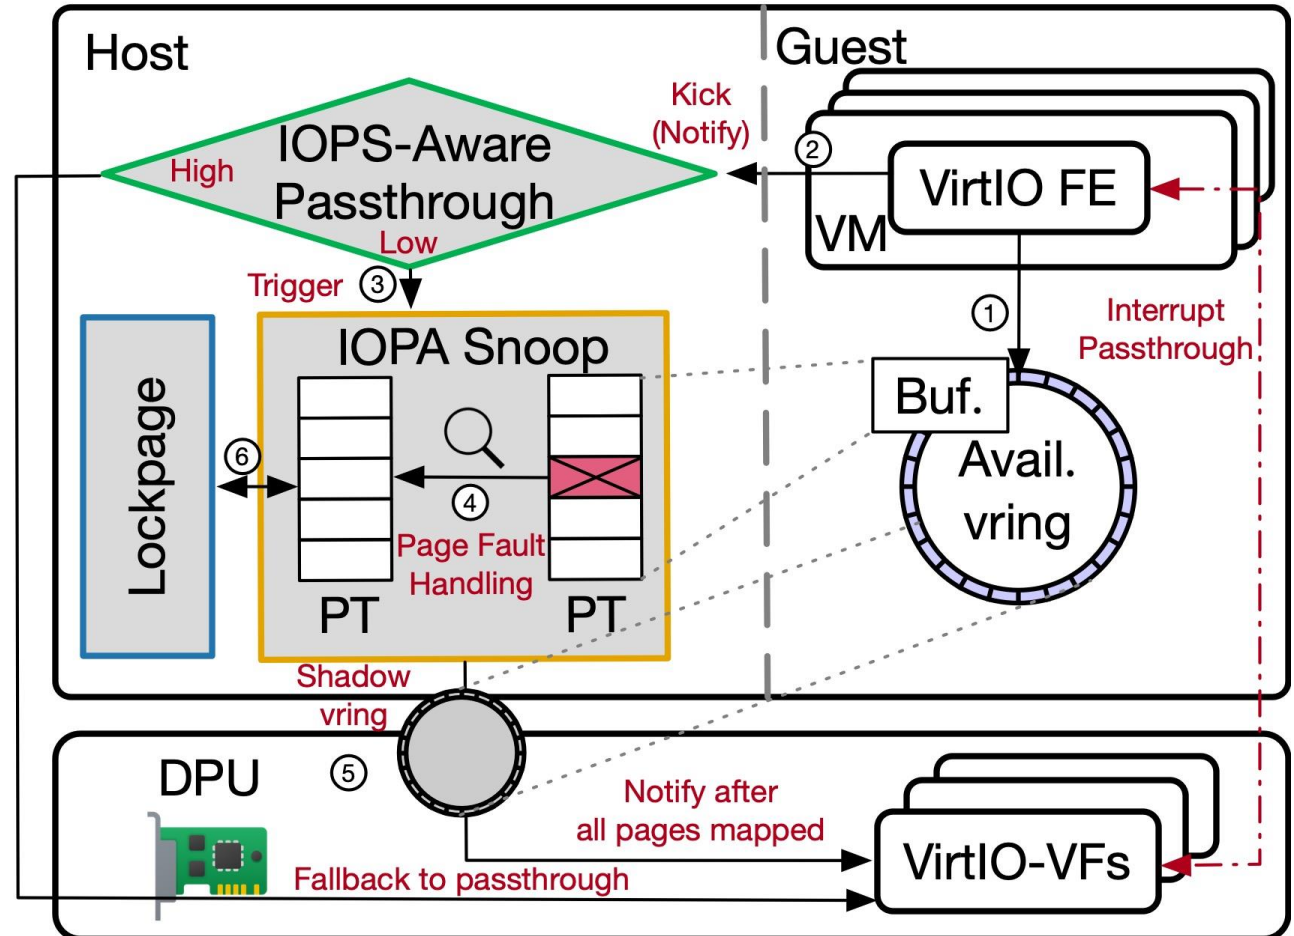 Host
Guest
Kick
(Notify)
②
IOPS-Aware
Passthrough
High
Low
VirtIO FE
VM
Trigger
③
①
Interrupt
Passthrough
IOPA Snoop
Lockpage
⑥
④
Page Fault
Handling
PT
PT
Buf.
Avail.
vring
Shadow
vring
⑤
DPU
Notify after
all pages mapped
VirtIO-VFs
Fallback to passthrough